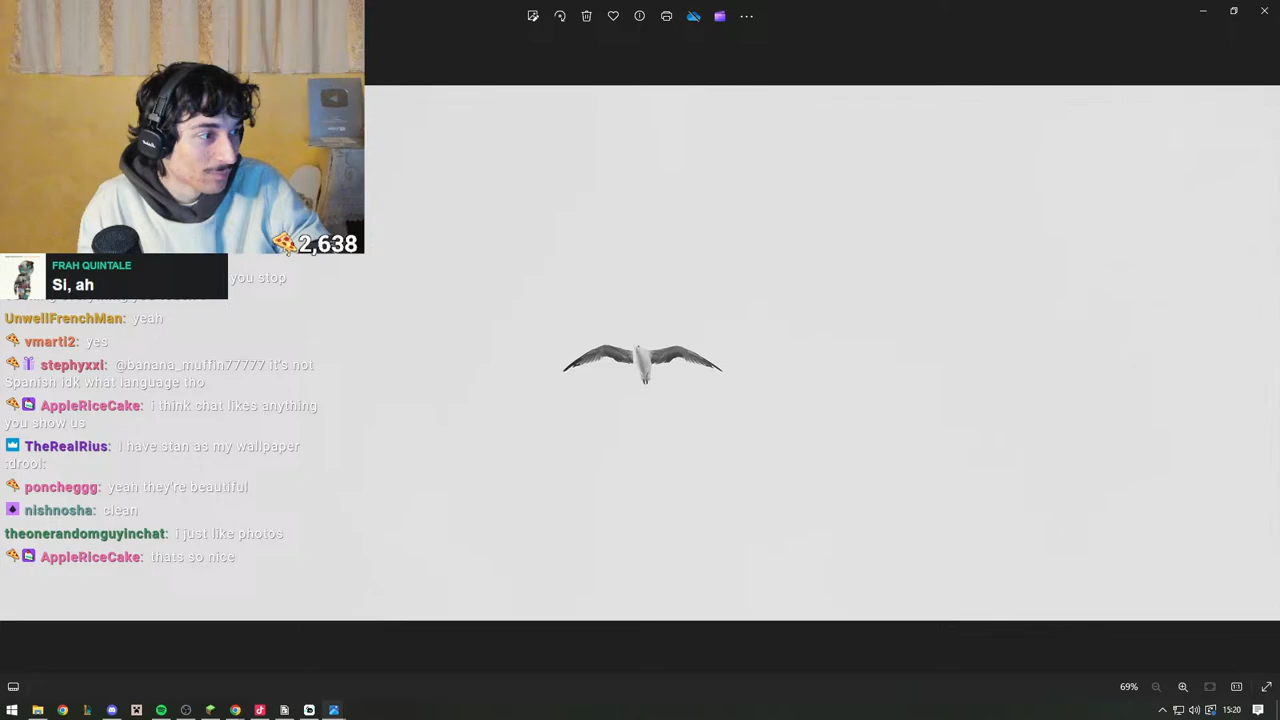 2,638
FRAH QUINTALE
Si, ah
you stop
UnwellFrenchMan: yeah
vmarti2: yes
stephyxxi: @banana_muffin77777 it's not
Spanish idk what language tho
AppleRiceCake: i think chat likes anything
you show us
TheRealRius: I have stan as my wallpaper
:drool:
poncheggg: yean they're beautiful
nishnosha: clean
theonerandomguyinchat: i just like photos
AppleRiceCake: thats so nice
69%
15:20